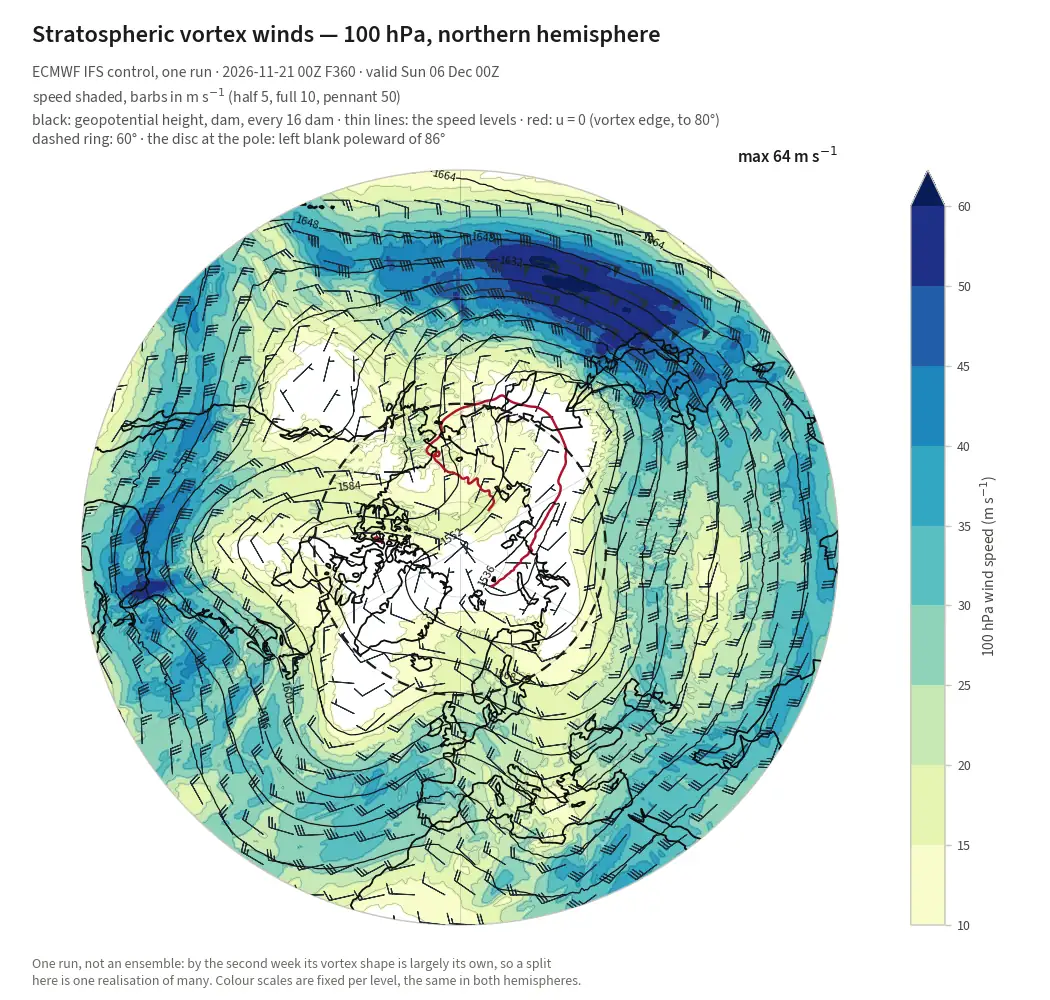 Stratospheric vortex winds — 100 hPa, northern hemisphere
ECMWF IFS control, one run · 2026-11-21 00Z F360 · valid Sun 06 Dec 00Z
speed shaded, barbs in m s⁻¹ (half 5, full 10, pennant 50)
black: geopotential height, dam, every 16 dam · thin lines: the speed levels · red: u = 0 (vortex edge, to 80°)
dashed ring: 60° · the disc at the pole: left blank poleward of 86°
max 64 m s⁻¹
1664
1648
1648
1664
1632
1584
1552
1536
1568
1600
60
50
45
40
35
30
25
20
15
10
100 hPa wind speed (m s⁻¹)
One run, not an ensemble: by the second week its vortex shape is largely its own, so a split
here is one realisation of many. Colour scales are fixed per level, the same in both hemispheres.